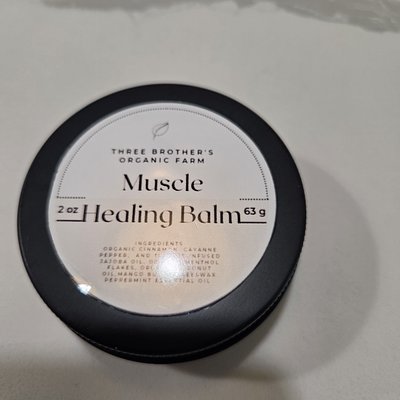 THREE BROTHER'S
ORGANIC FARM
Muscle
2 oz Healing Balm 63 g
INGREDIENTS
ORGANIC CINNAMON, CAYANNE
PEPPER, AND INFUSED
JAJOBA OIL, MENTHOL
FLAKES, COCONUT
OIL, MANGO BEESWAX,
PEPPERMINT ESSENTIAL OIL